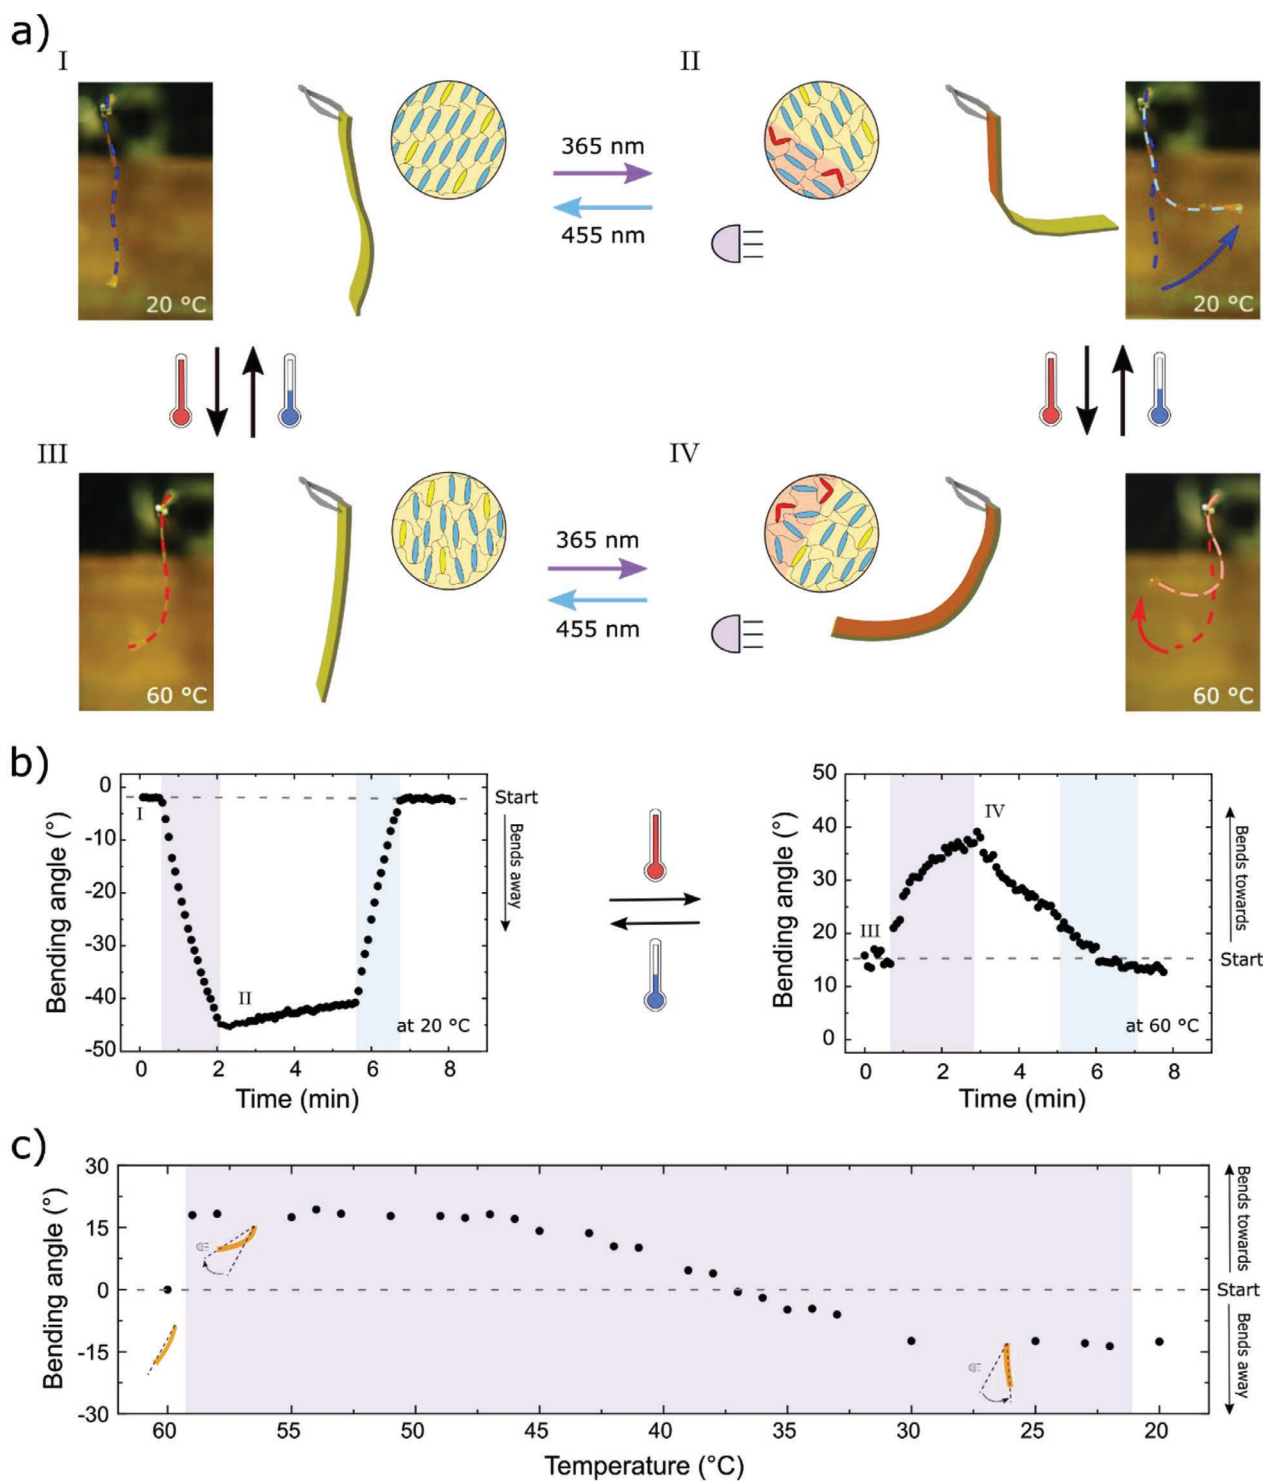 a)
I
II
365 nm
455 nm
20 °C
20 °C
III
IV
365 nm
455 nm
60 °C
60 °C
b)
0
-10
-20
-30
-40
-50
Bending angle (°)
I
II
at 20 °C
0 2 4 6 8
Time (min)
Start
Bends away
50
40
30
20
10
0
Bending angle (°)
III
IV
at 60 °C
0 2 4 6 8
Time (min)
Bends towards
Start
c)
30
15
0
-15
-30
Bending angle (°)
60 55 50 45 40 35 30 25 20
Temperature (°C)
Bends towards
Start
Bends away